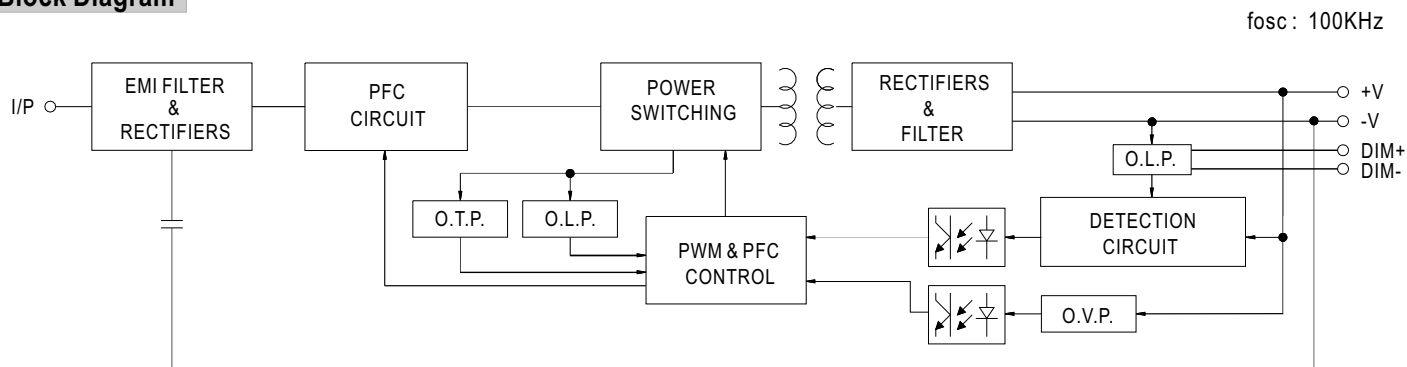 Block Diagram
fosc : 100KHz
I/P
EMI FILTER
&
RECTIFIERS
PFC
CIRCUIT
POWER
SWITCHING
RECTIFIERS
&
FILTER
+V
-V
DIM+
DIM-
O.L.P.
O.T.P.
O.L.P.
PWM & PFC
CONTROL
DETECTION
CIRCUIT
O.V.P.